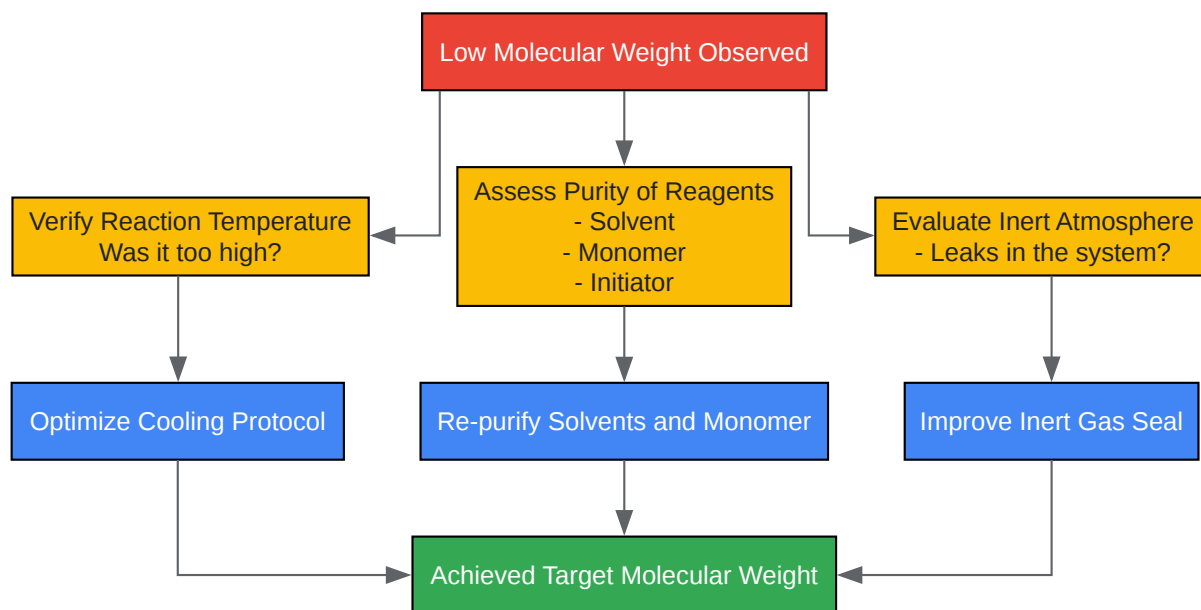 Low Molecular Weight Observed
Verify Reaction Temperature
Was it too high?
Assess Purity of Reagents
- Solvent
- Monomer
- Initiator
Evaluate Inert Atmosphere
- Leaks in the system?
Optimize Cooling Protocol
Re-purify Solvents and Monomer
Improve Inert Gas Seal
Achieved Target Molecular Weight